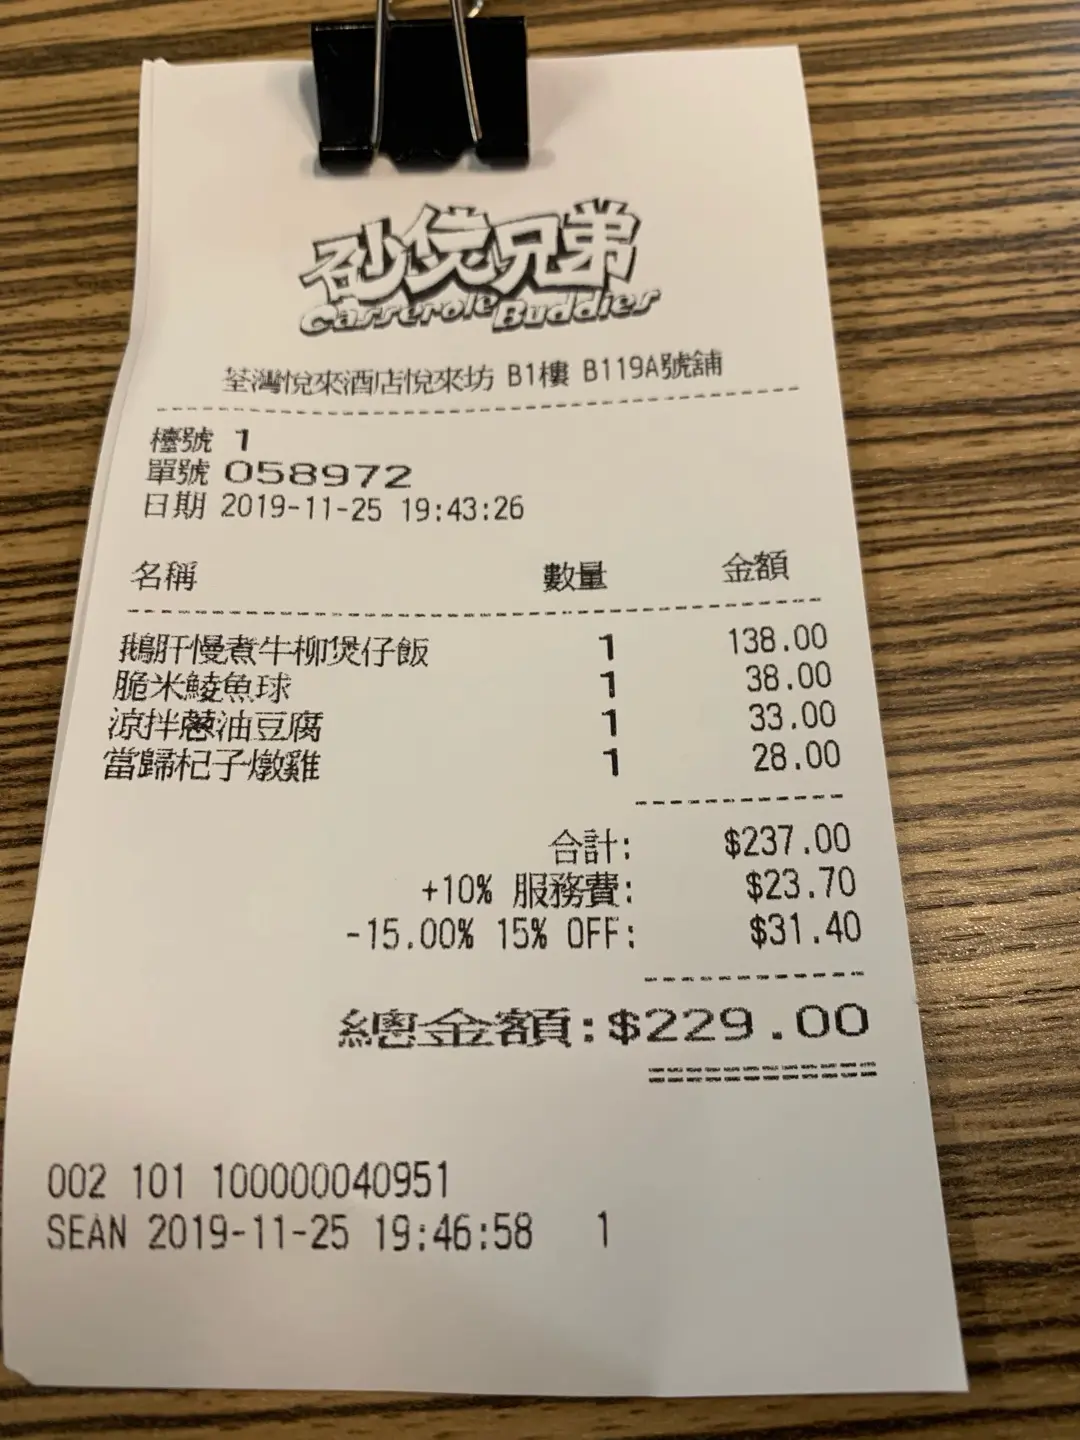 砂煲兄弟
Casserole Buddies
荃灣悅來酒店悅來坊 B1樓 B119A號舖
檯號 1
單號 058972
日期 2019-11-25 19:43:26
名稱 數量 金額
鵝肝慢煮牛柳煲仔飯 1 138.00
脆米鯪魚球 1 38.00
涼拌蔥油豆腐 1 33.00
當歸杞子燉雞 1 28.00
合計: $237.00
+10% 服務費: $23.70
-15.00% 15% OFF: $31.40
總金額:$229.00
002 101 100000040951
SEAN 2019-11-25 19:46:58 1